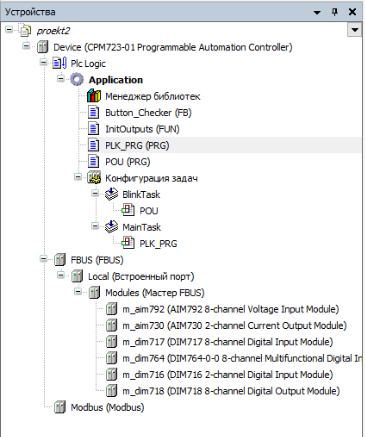 Устройства
proekt2
Device (CPM723-01 Programmable Automation Controller)
Plc Logic
Application
Менеджер библиотек
Button_Checker (FB)
InitOutputs (FUN)
PLK_PRG (PRG)
POU (PRG)
Конфигурация задач
BlinkTask
POU
MainTask
PLK_PRG
FBUS (FBUS)
Local (Встроенный порт)
Modules (Мастер FBUS)
m_aim792 (AIM792 8-channel Voltage Input Module)
m_aim730 (AIM730 2-channel Current Output Module)
m_dim717 (DIM717 8-channel Digital Input Module)
m_dim764 (DIM764-0-0 8-channel Multifunctional Digital In
m_dim716 (DIM716 2-channel Digital Input Module)
m_dim718 (DIM718 8-channel Digital Output Module)
Modbus (Modbus)